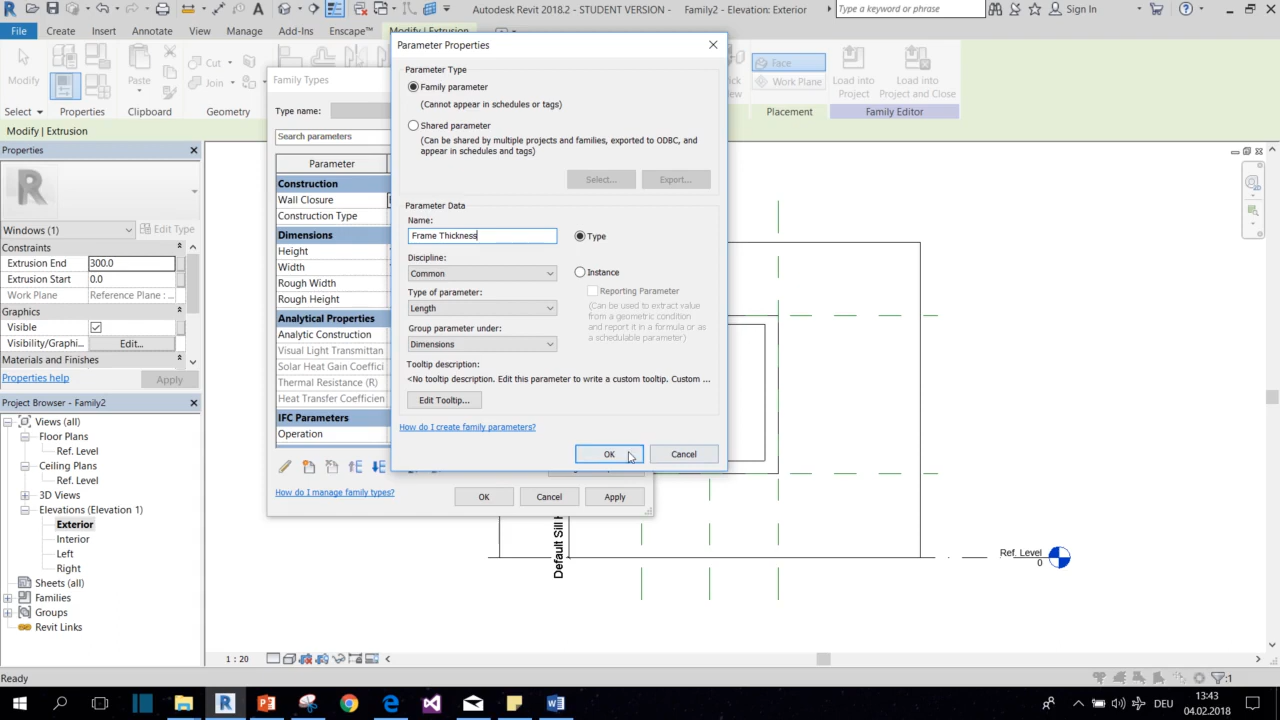 Autodesk Revit 2018.2 - STUDENT VERSION - Family2 - Elevation: Exterior
Type a keyword or phrase
Sign In
File
Create
Insert
Annotate
View
Manage
Add-Ins
Enscape™
Modify | Extrusion
Modify
Paste
Cut
Join
Face
Work Plane
Load into
Project
Load into
Project and Close
Select
Properties
Clipboard
Geometry
Placement
Family Editor
Modify | Extrusion
Properties
Windows (1)
Edit Type
Constraints
Extrusion End
300.0
Extrusion Start
0.0
Work Plane
Reference Plane : ...
Graphics
Visible
Visibility/Graphi...
Edit...
Materials and Finishes
Properties help
Apply
Project Browser - Family2
Views (all)
Floor Plans
Ref. Level
Ceiling Plans
Ref. Level
3D Views
Elevations (Elevation 1)
Exterior
Interior
Left
Right
Sheets (all)
Families
Groups
Revit Links
Family Types
Type name:
Search parameters
Parameter
Construction
Wall Closure
Construction Type
Dimensions
Height
Width
Rough Width
Rough Height
Analytical Properties
Analytic Construction
Visual Light Transmittan
Solar Heat Gain Coeffici
Thermal Resistance (R)
Heat Transfer Coefficien
IFC Parameters
Operation
How do I manage family types?
OK
Cancel
Apply
Parameter Properties
Parameter Type
Family parameter
(Cannot appear in schedules or tags)
Shared parameter
(Can be shared by multiple projects and families, exported to ODBC, and
appear in schedules and tags)
Select...
Export...
Parameter Data
Name:
Frame Thickness
Type
Discipline:
Common
Instance
Type of parameter:
Reporting Parameter
Length
(Can be used to extract value
from a geometric condition
and report it in a formula or as
a schedulable parameter)
Group parameter under:
Dimensions
Tooltip description:
<No tooltip description. Edit this parameter to write a custom tooltip. Custom ...
Edit Tooltip...
How do I create family parameters?
OK
Cancel
Default Sill
Ref. Level
0
1 : 20
Ready
:1
DEU
13:43
04.02.2018